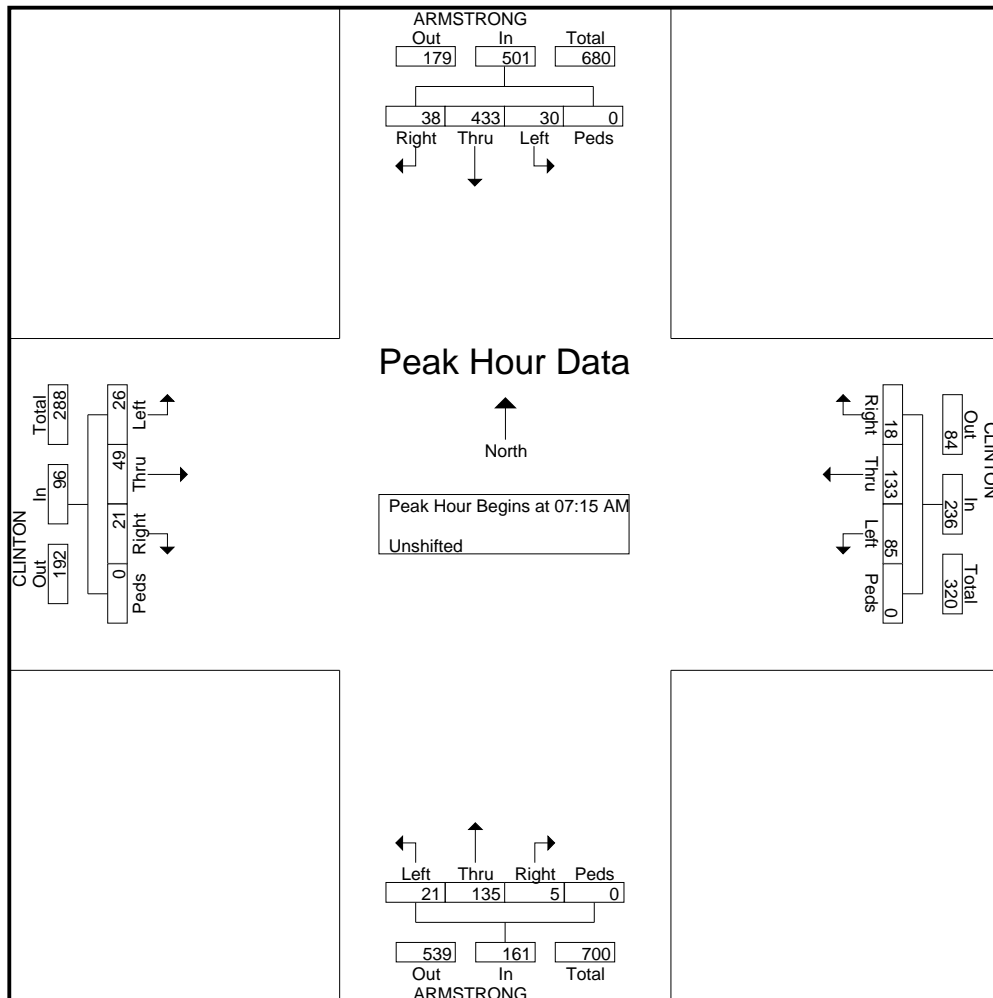 ARMSTRONG
Out In Total
179 501 680
38 433 30 0
Right Thru Left Peds
Peak Hour Data
North
Peak Hour Begins at 07:15 AM
Unshifted
CLINTON
Total In Out
288 96 192
26 49 21 0
Left Thru Right Peds
CLINTON
Out In Total
84 236 320
18 133 85 0
Right Thru Left Peds
Left Thru Right Peds
21 135 5 0
539 161 700
Out In Total
ARMSTRONG